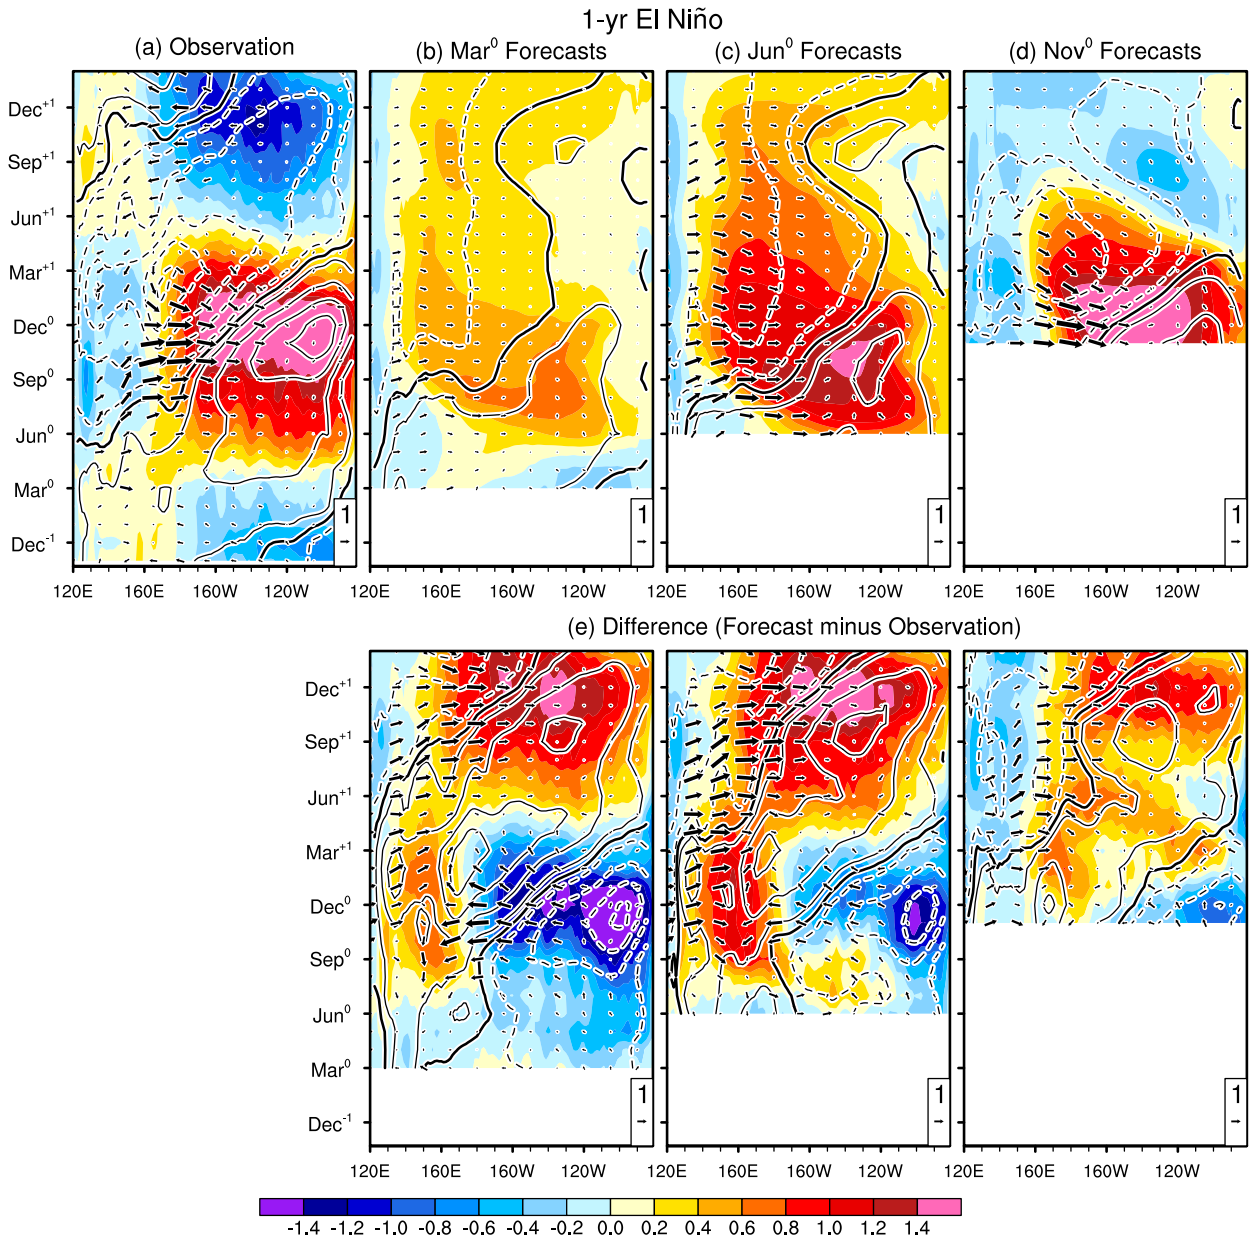 1-yr El Niño
(a) Observation
(b) Mar⁰ Forecasts
(c) Jun⁰ Forecasts
(d) Nov⁰ Forecasts
Dec⁺¹
Sep⁺¹
Jun⁺¹
Mar⁺¹
Dec⁰
Sep⁰
Jun⁰
Mar⁰
Dec⁻¹
1
1
1
1
120E 160E 160W 120W
120E 160E 160W 120W
120E 160E 160W 120W
120E 160E 160W 120W
(e) Difference (Forecast minus Observation)
Dec⁺¹
Sep⁺¹
Jun⁺¹
Mar⁺¹
Dec⁰
Sep⁰
Jun⁰
Mar⁰
Dec⁻¹
1
1
1
120E 160E 160W 120W
120E 160E 160W 120W
120E 160E 160W 120W
-1.4 -1.2 -1.0 -0.8 -0.6 -0.4 -0.2 0.0 0.2 0.4 0.6 0.8 1.0 1.2 1.4